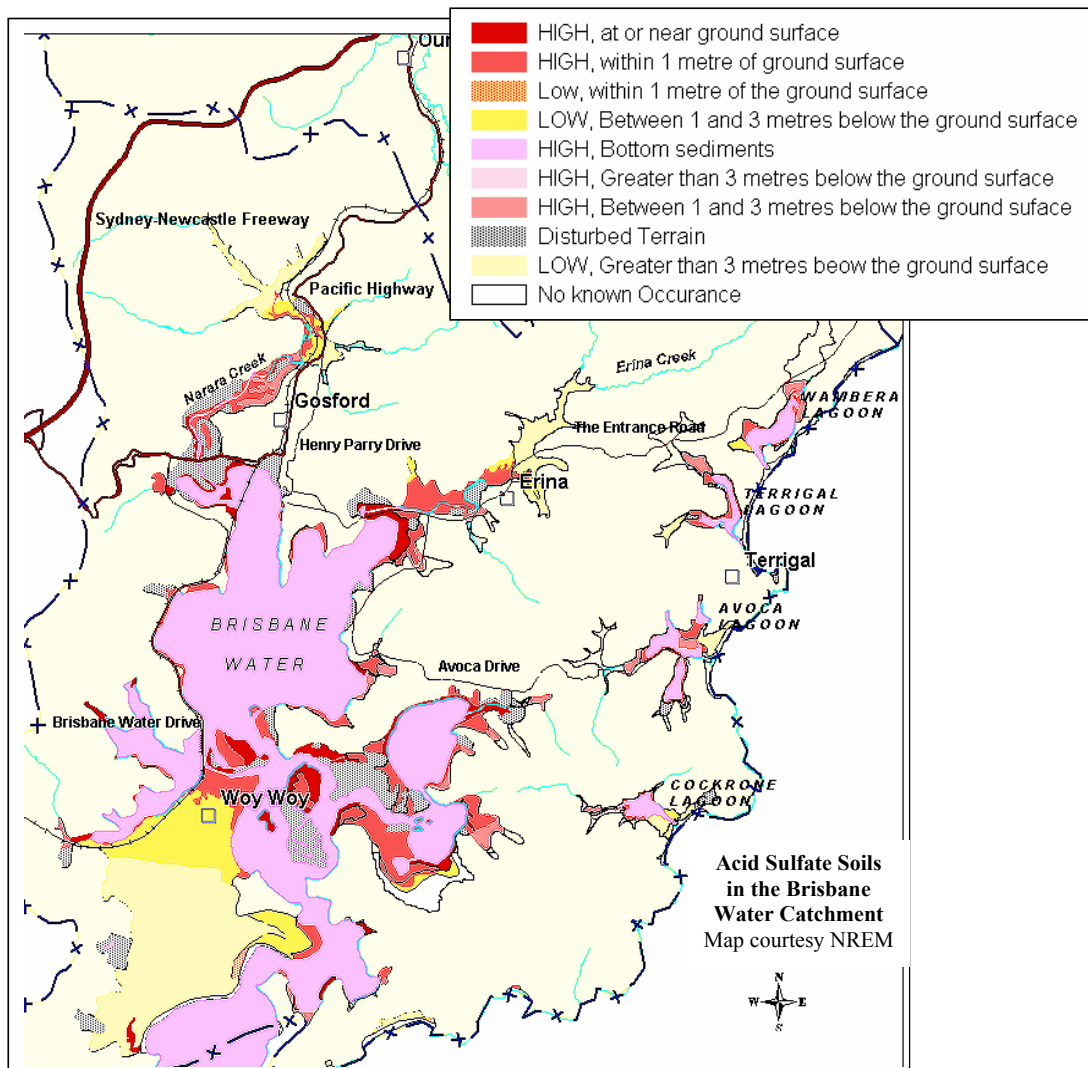 HIGH, at or near ground surface
HIGH, within 1 metre of ground surface
Low, within 1 metre of the ground surface
LOW, Between 1 and 3 metres below the ground surface
HIGH, Bottom sediments
HIGH, Greater than 3 metres below the ground surface
HIGH, Between 1 and 3 metres below the ground suface
Disturbed Terrain
LOW, Greater than 3 metres beow the ground surface
No known Occurance
Our
Sydney-Newcastle Freeway
Pacific Highway
Narara Creek
Erina Creek
Gosford
WAMBERA
LAGOON
The Entrance Road
Henry Parry Drive
Erina
TERRIGAL
LAGOON
Terrigal
AVOCA
LAGOON
BRISBANE
WATER
Avoca Drive
Brisbane Water Drive
COCKRONE
LAGOON
Woy Woy
Acid Sulfate Soils
in the Brisbane
Water Catchment
Map courtesy NREM
N
W E
S